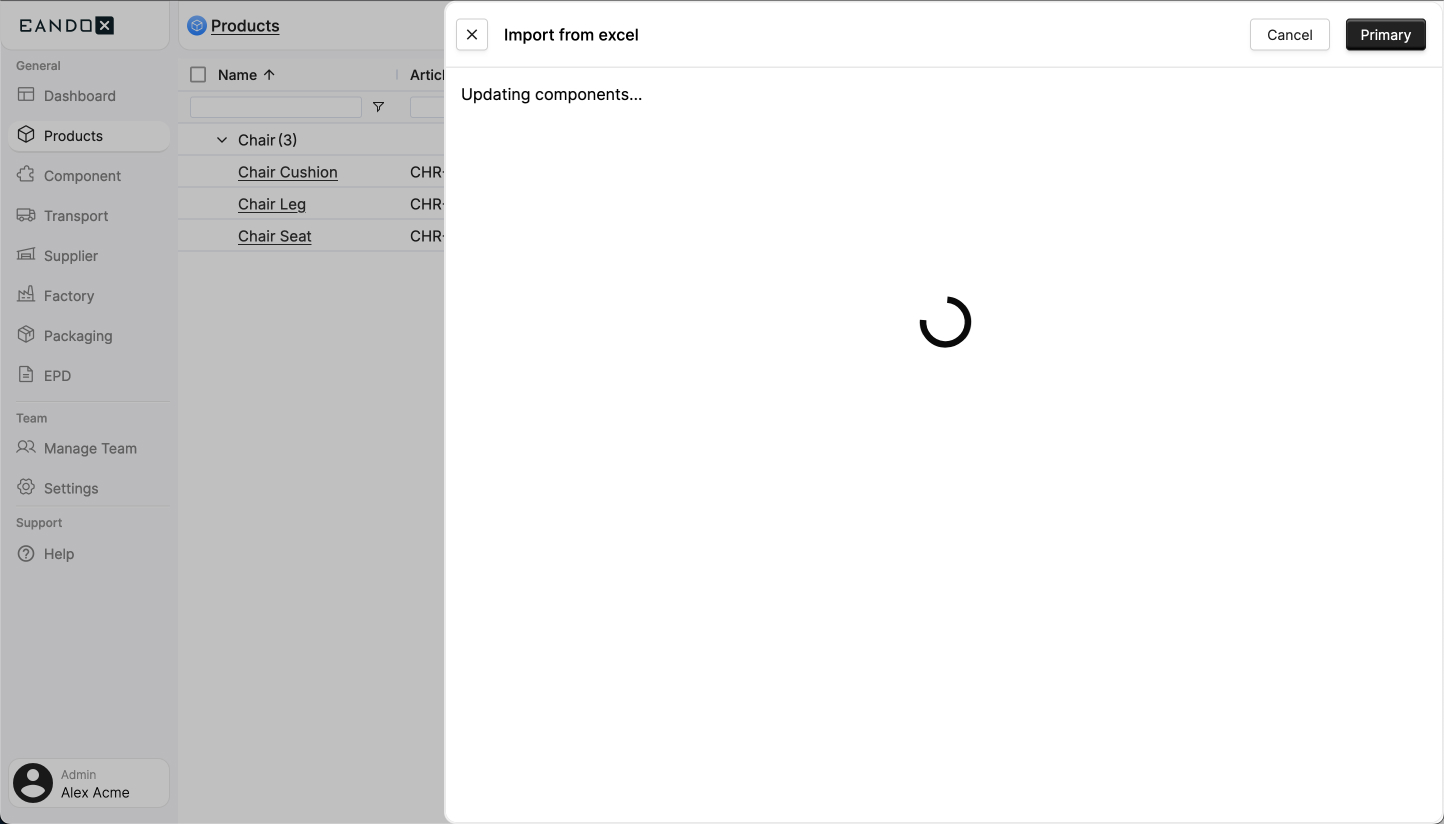 EANDOX
General
Dashboard
Products
Component
Transport
Supplier
Factory
Packaging
EPD
Team
Manage Team
Settings
Support
Help
Admin
Alex Acme
Products
Name
Chair (3)
Chair Cushion CHR-
Chair Leg CHR-
Chair Seat CHR-
Import from excel
Cancel
Primary
Updating components...